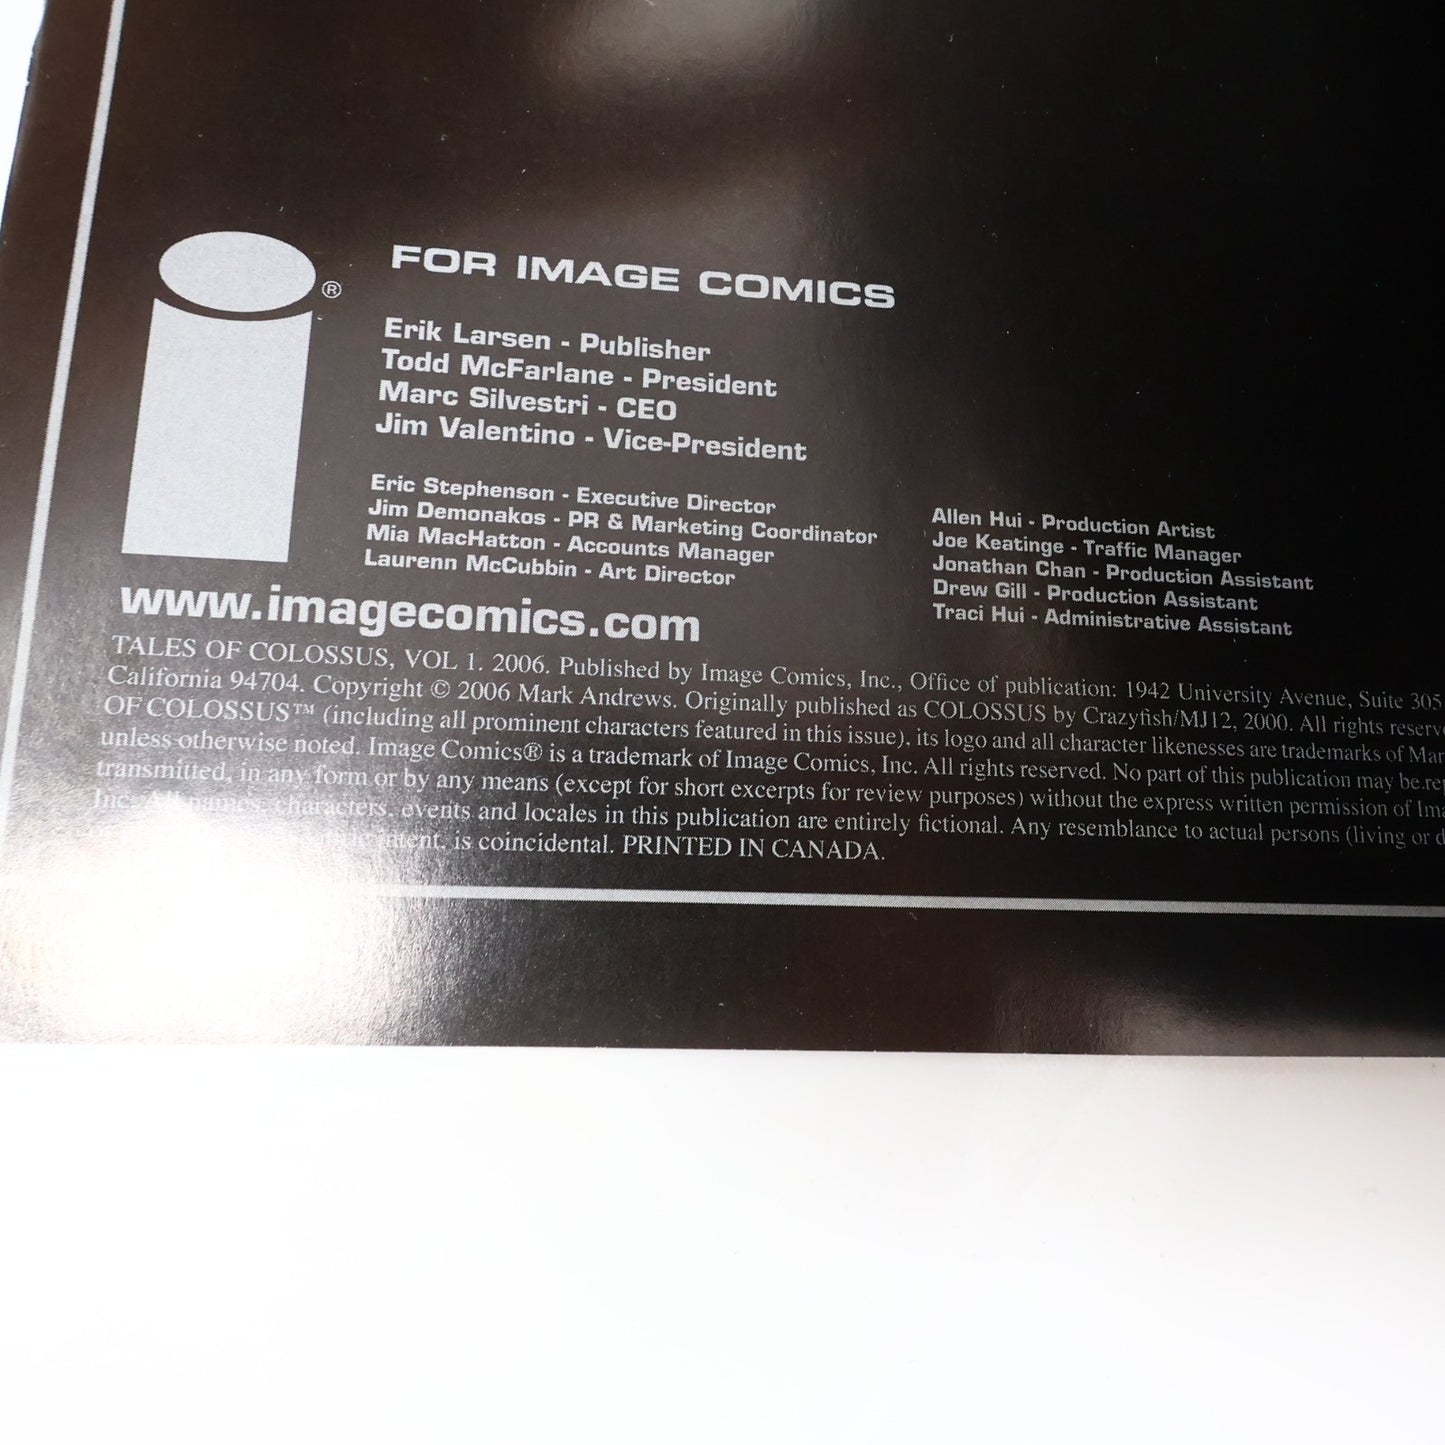 ®
FOR IMAGE COMICS
Erik Larsen - Publisher
Todd McFarlane - President
Marc Silvestri - CEO
Jim Valentino - Vice-President
Eric Stephenson - Executive Director
Jim Demonakos - PR & Marketing Coordinator
Mia MacHatton - Accounts Manager
Laurenn McCubbin - Art Director
Allen Hui - Production Artist
Joe Keatinge - Traffic Manager
Jonathan Chan - Production Assistant
Drew Gill - Production Assistant
Traci Hui - Administrative Assistant
www.imagecomics.com
TALES OF COLOSSUS, VOL 1. 2006. Published by Image Comics, Inc., Office of publication: 1942 University Avenue, Suite 305
California 94704. Copyright © 2006 Mark Andrews. Originally published as COLOSSUS by Crazyfish/MJ12, 2000. All rights reserv
OF COLOSSUS™ (including all prominent characters featured in this issue), its logo and all character likenesses are trademarks of Mar
unless otherwise noted. Image Comics® is a trademark of Image Comics, Inc. All rights reserved. No part of this publication may be re
transmitted, in any form or by any means (except for short excerpts for review purposes) without the express written permission of Ima
Inc. All names, characters, events and locales in this publication are entirely fictional. Any resemblance to actual persons (living or d
intent, is coincidental. PRINTED IN CANADA.